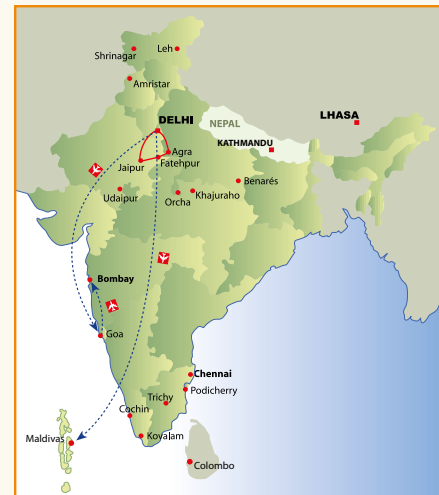 Leh
Shrinagar
Amristar
DELHI
NEPAL
LHASA
KATHMANDU
Agra
Fatehpur
Jaipur
Benarés
Udaipur
Khajuraho
Orcha
Bombay
Goa
Chennai
Podicherry
Trichy
Cochin
Kovalam
Maldivas
Colombo